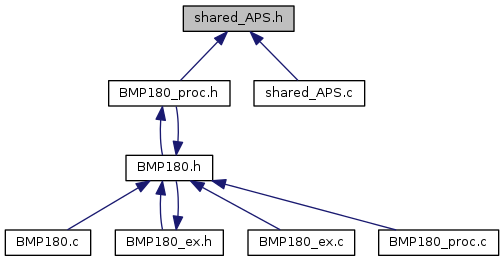 shared_APS.h
BMP180_proc.h
shared_APS.c
BMP180.h
BMP180.c
BMP180_ex.h
BMP180_ex.c
BMP180_proc.c